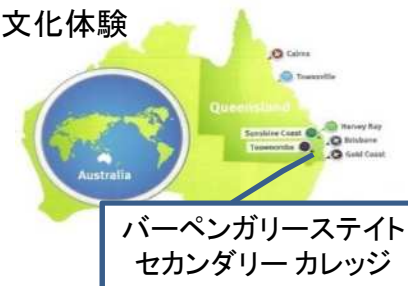 文化体験
Cairns
Townsville
Queensland
Harvey Bay
Sunshine Coast
Brisbane
Toowoomba
Gold Coast
Australia
バーペンガリーステイト
セカンダリー カレッジ